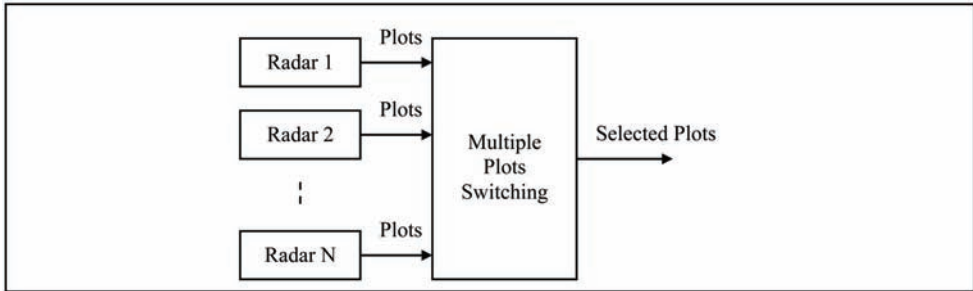 Plots
Radar 1
Plots
Radar 2
Plots
Radar N
Multiple
Plots
Switching
Selected Plots